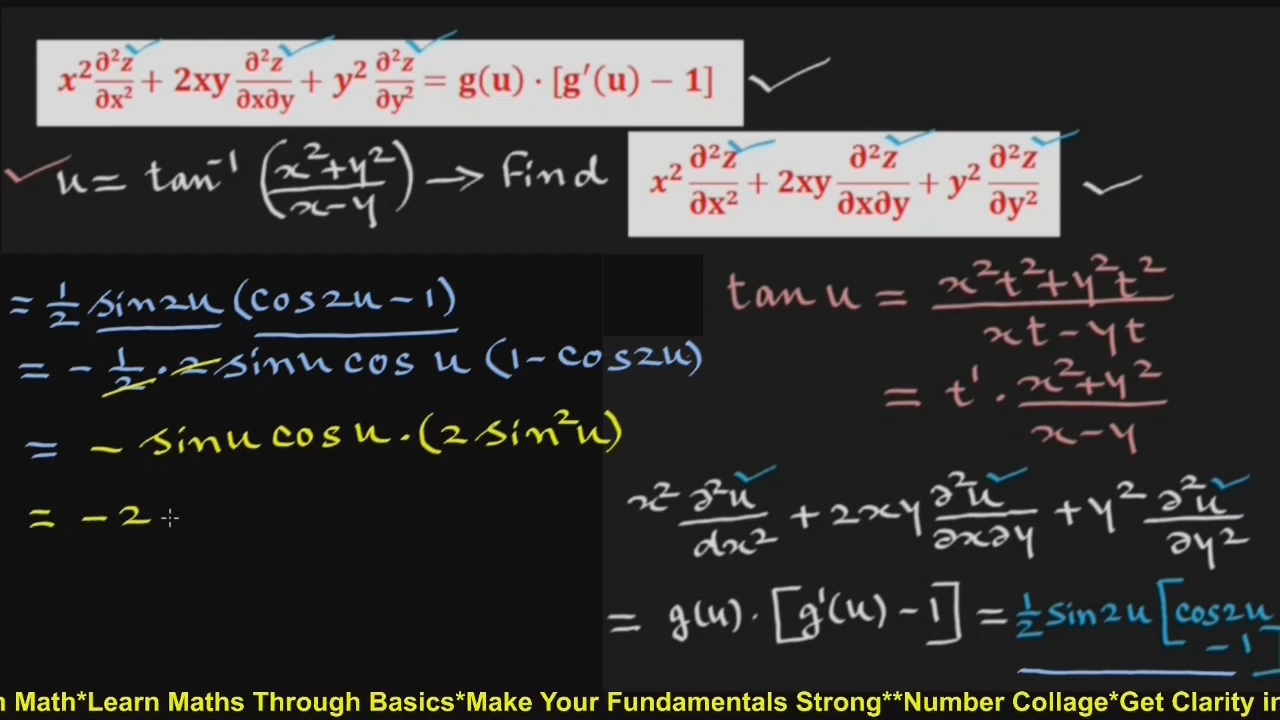 x² ∂²z/∂x² + 2xy ∂²z/∂x∂y + y² ∂²z/∂y² = g(u) · [g′(u) − 1]
u = tan⁻¹ ((x²+y²)/(x−y)) → Find x² ∂²z/∂x² + 2xy ∂²z/∂x∂y + y² ∂²z/∂y²
= 1/2 sin2u (cos2u − 1)
= − 1/2 · 2 sinu cos u (1 − cos2u)
= − sinu cosu · (2 sin²u)
= − 2
tan u = (x²t²+y²t²)/(xt − yt)
= t′ · (x²+y²)/(x−y)
x² ∂²u/dx² + 2xy ∂²u/∂x∂y + y² ∂²u/∂y²
= g(u) · [g′(u) − 1] = 1/2 sin2u [cos2u − 1]
Math*Learn Maths Through Basics*Make Your Fundamentals Strong**Number Collage*Get Clarity in